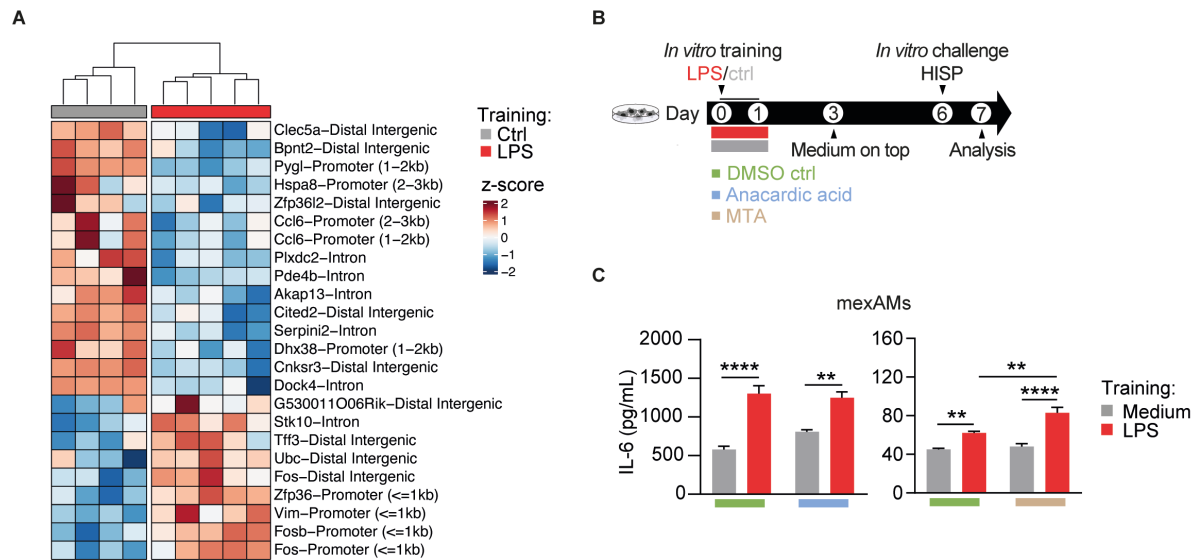 A
Training:
Ctrl
LPS
z-score
2
1
0
−1
−2
Clec5a−Distal Intergenic
Bpnt2−Distal Intergenic
Pygl−Promoter (1−2kb)
Hspa8−Promoter (2−3kb)
Zfp36l2−Distal Intergenic
Ccl6−Promoter (2−3kb)
Ccl6−Promoter (1−2kb)
Plxdc2−Intron
Pde4b−Intron
Akap13−Intron
Cited2−Distal Intergenic
Serpini2−Intron
Dhx38−Promoter (1−2kb)
Cnksr3−Distal Intergenic
Dock4−Intron
G530011O06Rik−Distal Intergenic
Stk10−Intron
Tff3−Distal Intergenic
Ubc−Distal Intergenic
Fos−Distal Intergenic
Zfp36−Promoter (<=1kb)
Vim−Promoter (<=1kb)
Fosb−Promoter (<=1kb)
Fos−Promoter (<=1kb)
B
In vitro training
LPS/ctrl
In vitro challenge
HISP
Day 0 1 3 6 7
Medium on top
Analysis
DMSO ctrl
Anacardic acid
MTA
C
mexAMs
IL-6 (pg/mL)
2000
1500
1000
500
0
****
**
160
120
80
40
0
**
**
****
Training:
Medium
LPS